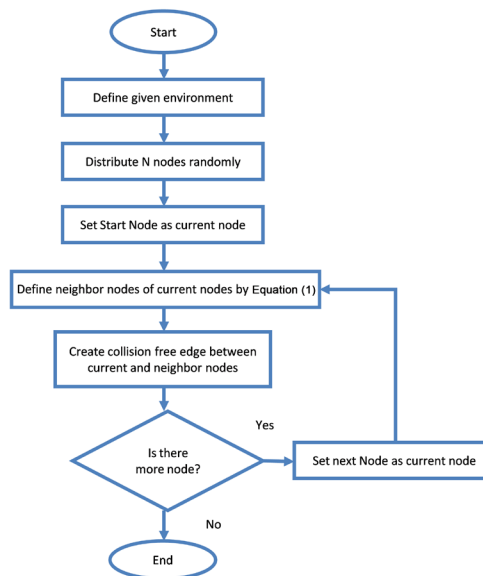 Start
Define given environment
Distribute N nodes randomly
Set Start Node as current node
Define neighbor nodes of current nodes by Equation (1)
Create collision free edge between
current and neighbor nodes
Is there
more node?
Yes
Set next Node as current node
No
End